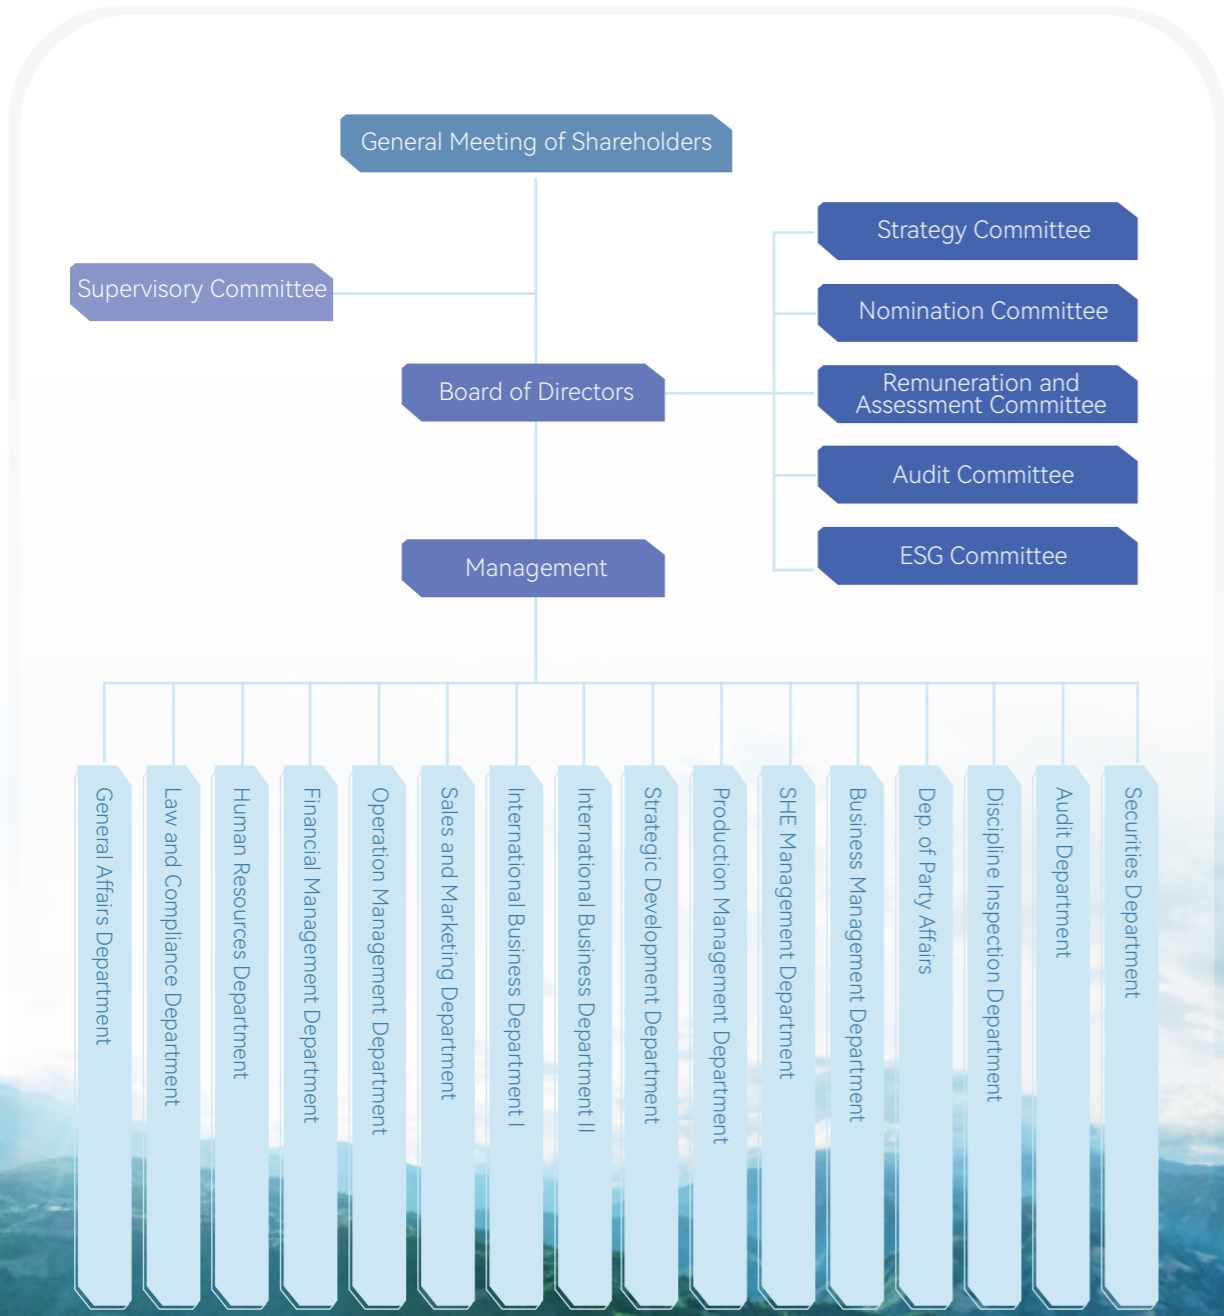 General Meeting of Shareholders
Strategy Committee
Supervisory Committee
Nomination Committee
Board of Directors
Remuneration and
Assessment Committee
Audit Committee
Management
ESG Committee
General Affairs Department
Law and Compliance Department
Human Resources Department
Financial Management Department
Operation Management Department
Sales and Marketing Department
International Business Department I
International Business Department II
Strategic Development Department
Production Management Department
SHE Management Department
Business Management Department
Dep. of Party Affairs
Discipline Inspection Department
Audit Department
Securities Department